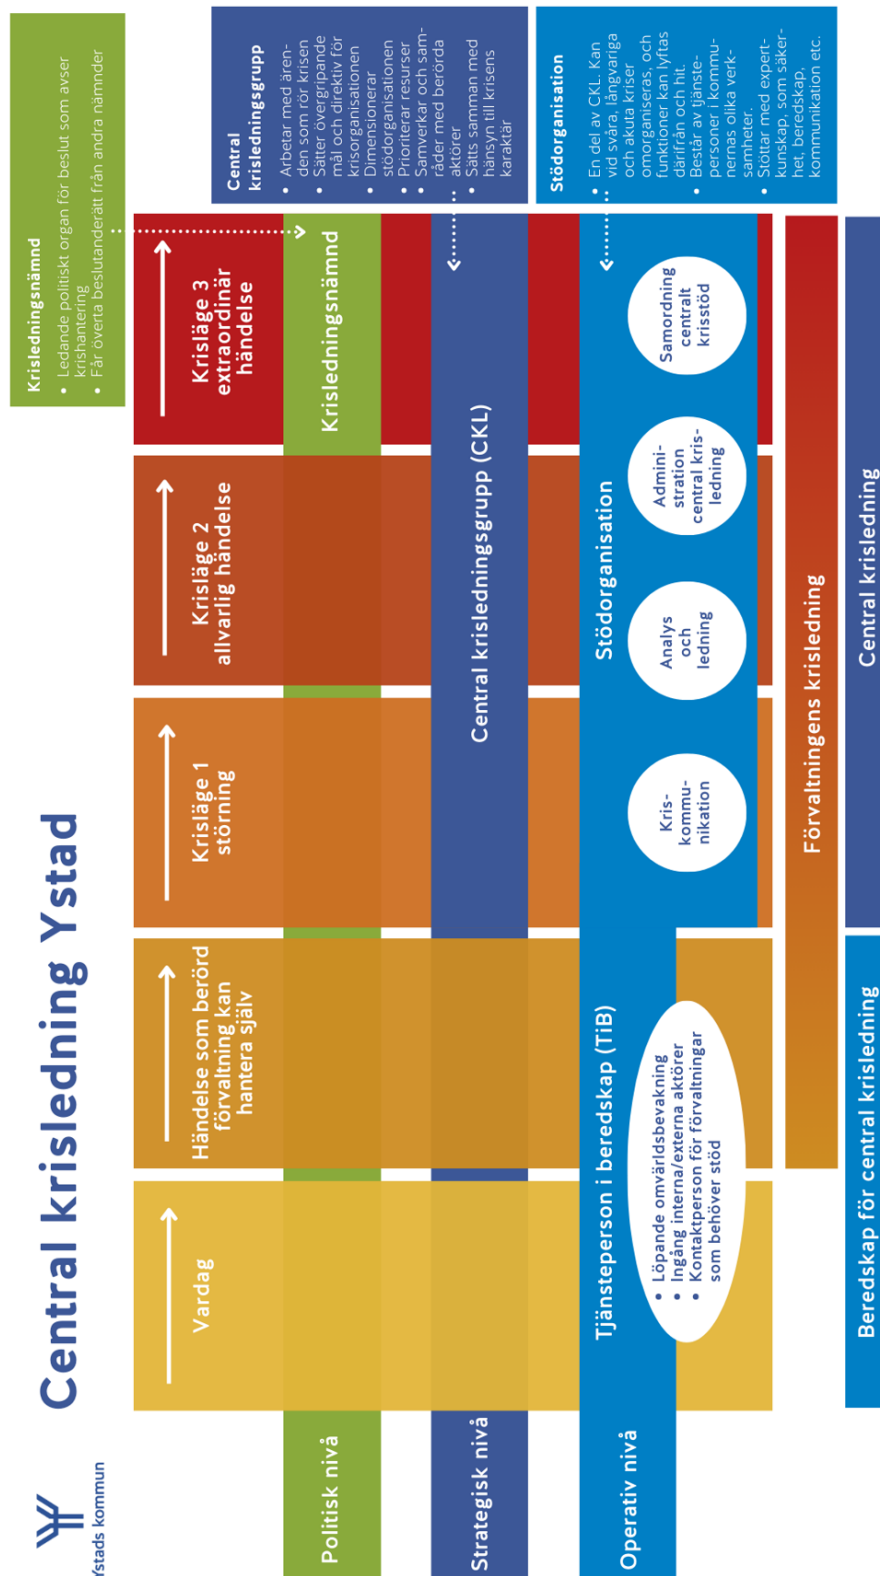 Ystads kommun
Central krisledning Ystad
Krisledningsnämnd
• Ledande politiskt organ för beslut som avser
krishantering
• Får överta beslutanderätt från andra nämnder
Central
krisledningsgrupp
• Arbetar med ären-
den som rör krisen
• Sätter övergripande
mål och direktiv för
krisorganisationen
• Dimensionerar
stödorganisationen
• Prioriterar resurser
• Samverkar och sam-
råder med berörda
aktörer
• Sätts samman med
hänsyn till krisens
karaktär
Stödorganisation
• En del av CKL. Kan
vid svåra, långvariga
och akuta kriser
omorganiseras, och
funktioner kan lyftas
därifrån och hit.
• Består av tjänste-
personer i kommu-
nernas olika verk-
samheter.
• Stöttar med expert-
kunskap, som säker-
het, beredskap,
kommunikation etc.
Vardag
Händelse som berörd
förvaltning kan
hantera själv
Krisläge 1
störning
Krisläge 2
allvarlig händelse
Krisläge 3
extraordinär
händelse
Politisk nivå
Krisledningsnämnd
Strategisk nivå
Central krisledningsgrupp (CKL)
Operativ nivå
Tjänsteperson i beredskap (TiB)
• Löpande omvärldsbevakning
• Ingång interna/externa aktörer
• Kontaktperson för förvaltningar
som behöver stöd
Stödorganisation
Kris-
kommu-
nikation
Analys
och
ledning
Admini-
stration
central kris-
ledning
Samordning
centralt
krisstöd
Förvaltningens krisledning
Beredskap för central krisledning
Central krisledning